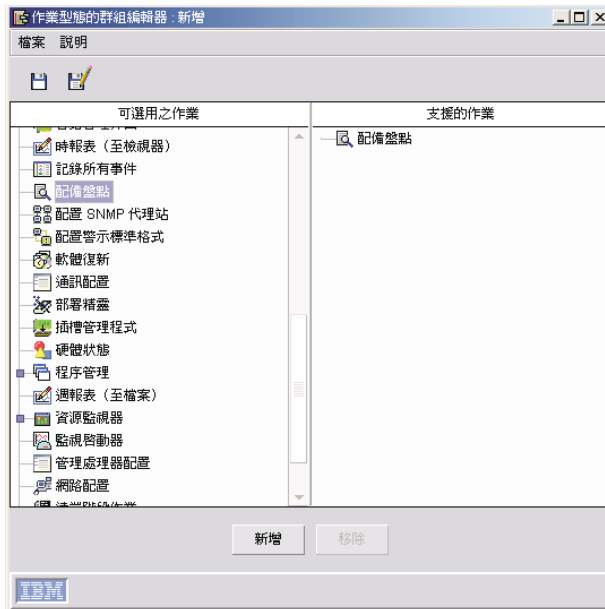 作業型態的群組編輯器 : 新增
檔案 說明
可選用之作業
支援的作業
時報表（至檢視器）
記錄所有事件
配備盤點
配置 SNMP 代理站
配置警示標準格式
軟體復新
通訊配置
部署精靈
插槽管理程式
硬體狀態
程序管理
週報表（至檔案）
資源監視器
監視啓動器
管理處理器配置
網路配置
配備盤點
新增
移除
IBM